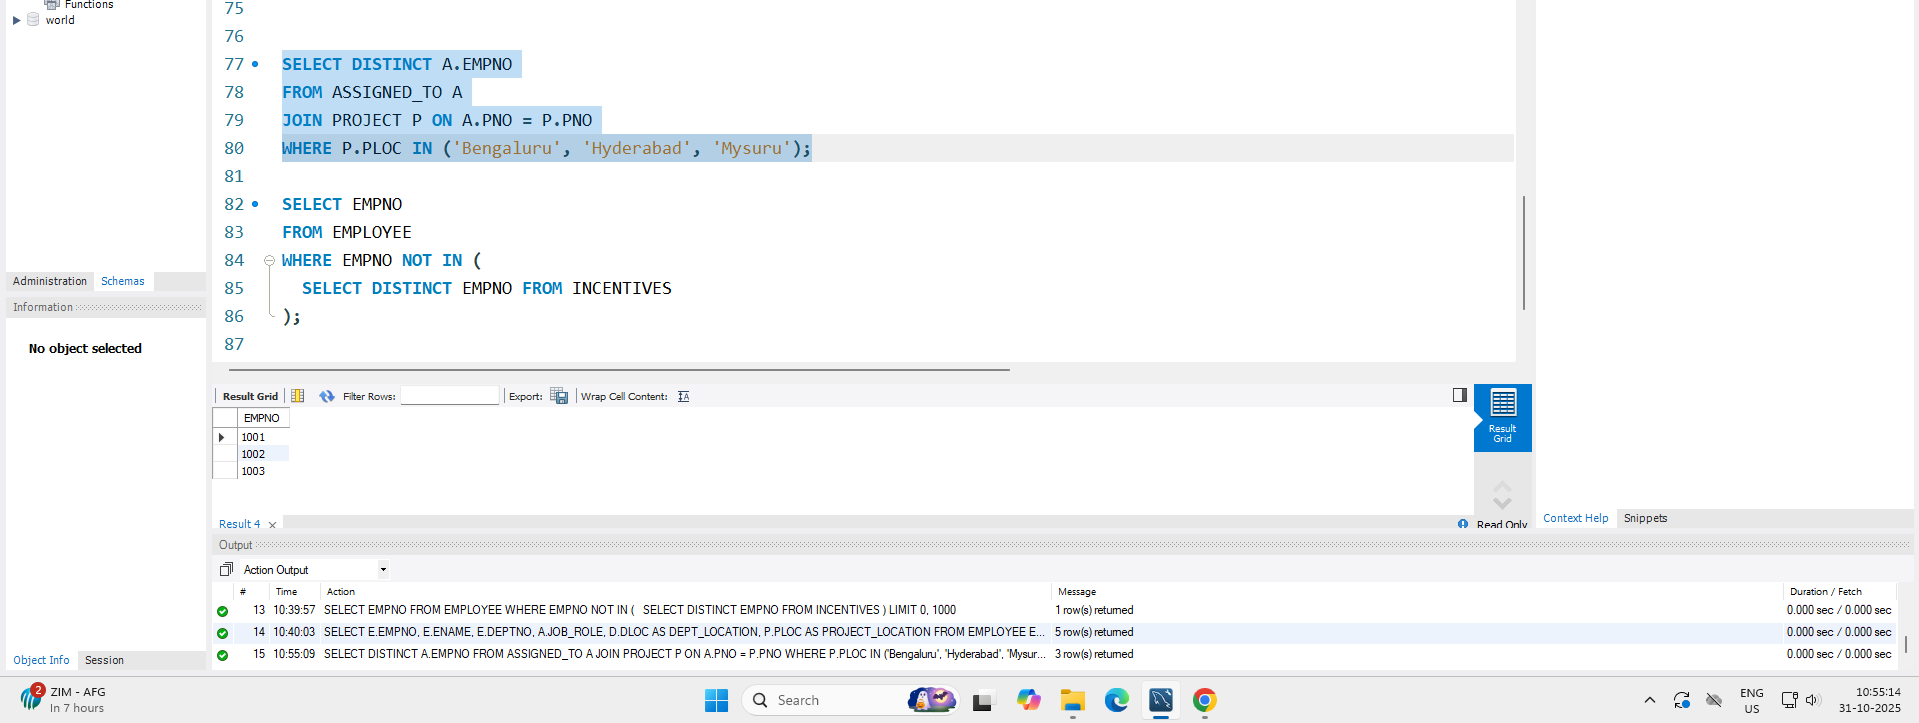 Functions
world
75
76
77 SELECT DISTINCT A.EMPNO
78 FROM ASSIGNED_TO A
79 JOIN PROJECT P ON A.PNO = P.PNO
80 WHERE P.PLOC IN ('Bengaluru', 'Hyderabad', 'Mysuru');
81
82 SELECT EMPNO
83 FROM EMPLOYEE
84 WHERE EMPNO NOT IN (
85 SELECT DISTINCT EMPNO FROM INCENTIVES
86 );
87
Administration Schemas
Information
No object selected
Result Grid Filter Rows: Export: Wrap Cell Content:
EMPNO
1001
1002
1003
Result Grid
Result 4
Read Only
Context Help Snippets
Output
Action Output
# Time Action Message Duration / Fetch
13 10:39:57 SELECT EMPNO FROM EMPLOYEE WHERE EMPNO NOT IN ( SELECT DISTINCT EMPNO FROM INCENTIVES ) LIMIT 0, 1000 1 row(s) returned 0.000 sec / 0.000 sec
14 10:40:03 SELECT E.EMPNO, E.ENAME, E.DEPTNO, A.JOB_ROLE, D.DLOC AS DEPT_LOCATION, P.PLOC AS PROJECT_LOCATION FROM EMPLOYEE E... 5 row(s) returned 0.000 sec / 0.000 sec
15 10:55:09 SELECT DISTINCT A.EMPNO FROM ASSIGNED_TO A JOIN PROJECT P ON A.PNO = P.PNO WHERE P.PLOC IN ('Bengaluru', 'Hyderabad', 'Mysur... 3 row(s) returned 0.000 sec / 0.000 sec
Object Info Session
2
ZIM - AFG
In 7 hours
Search
ENG
US
10:55:14
31-10-2025